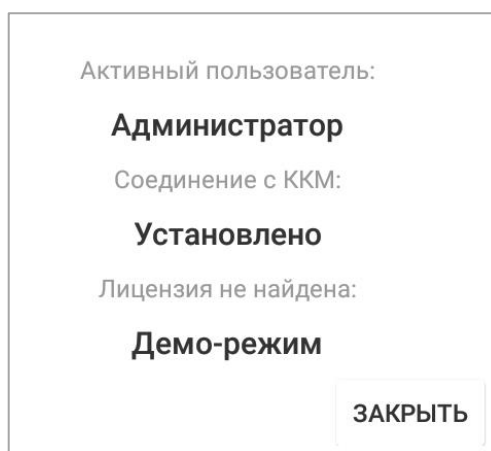 Активный пользователь:
Администратор
Соединение с ККМ:
Установлено
Лицензия не найдена:
Демо-режим
ЗАКРЫТЬ